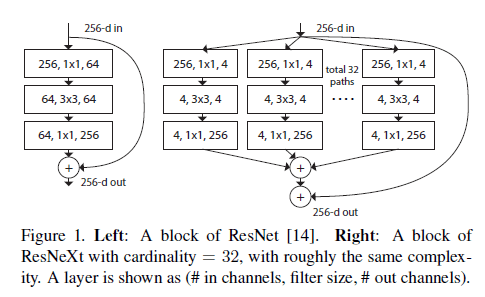 256-d in
256, 1x1, 64
64, 3x3, 64
64, 1x1, 256
+
256-d out
256-d in
256, 1x1, 4
256, 1x1, 4
total 32
paths
256, 1x1, 4
4, 3x3, 4
4, 3x3, 4
....
4, 3x3, 4
4, 1x1, 256
4, 1x1, 256
4, 1x1, 256
+
+
256-d out
Figure 1. Left: A block of ResNet [14]. Right: A block of
ResNeXt with cardinality = 32, with roughly the same complex-
ity. A layer is shown as (# in channels, filter size, # out channels).